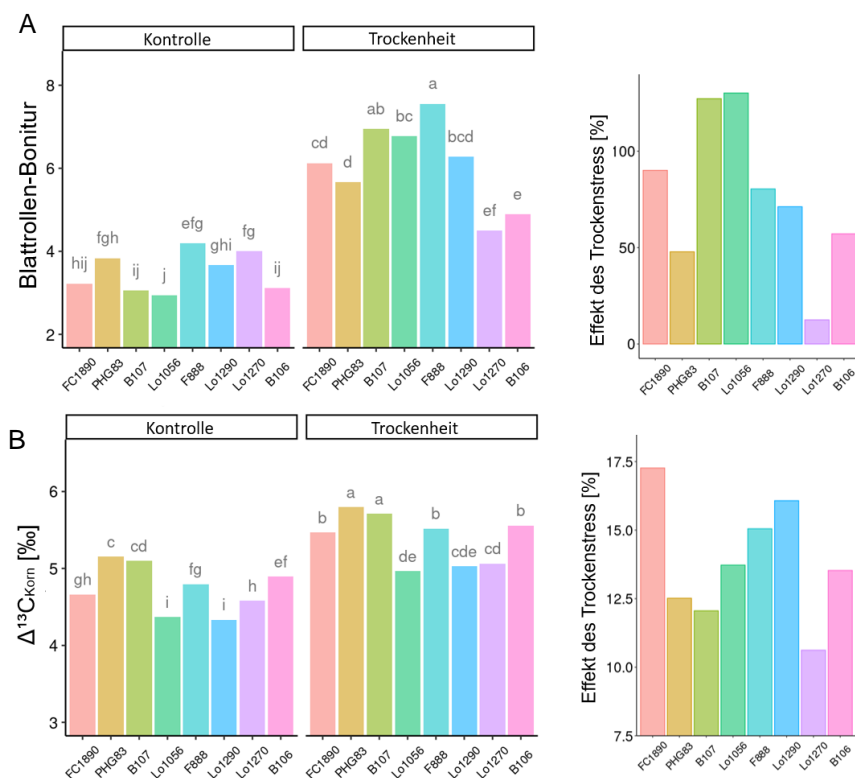 A
Kontrolle
Trockenheit
Blattrollen-Bonitur
8
6
4
2
hij
fgh
ij
j
efg
ghi
fg
ij
cd
d
ab
bc
a
bcd
ef
e
FC1890
PHG83
B107
Lo1056
F888
Lo1290
Lo1270
B106
FC1890
PHG83
B107
Lo1056
F888
Lo1290
Lo1270
B106
Effekt des Trockenstress [%]
100
50
0
FC1890
PHG83
B107
Lo1056
F888
Lo1290
Lo1270
B106
B
Kontrolle
Trockenheit
Δ¹³CKorn [‰]
6
5
4
3
gh
c
cd
i
fg
i
h
ef
b
a
a
de
b
cde
cd
b
FC1890
PHG83
B107
Lo1056
F888
Lo1290
Lo1270
B106
FC1890
PHG83
B107
Lo1056
F888
Lo1290
Lo1270
B106
Effekt des Trockenstress [%]
17.5
15.0
12.5
10.0
7.5
FC1890
PHG83
B107
Lo1056
F888
Lo1290
Lo1270
B106